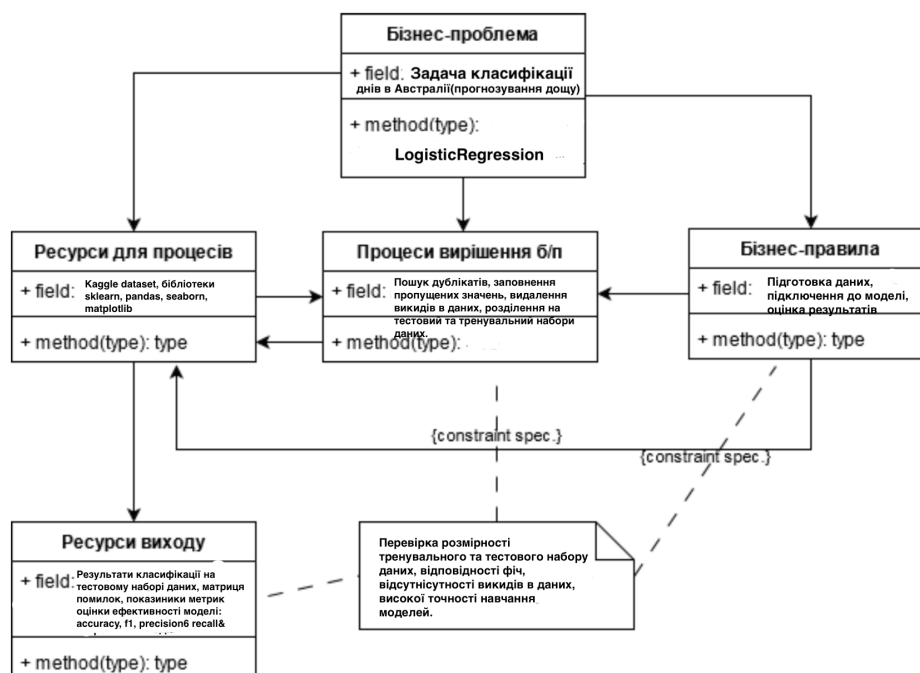 Бізнес-проблема
+ field: Задача класифікації
днів в Австралії(прогнозування дощу)
+ method(type):
LogisticRegression
Ресурси для процесів
+ field: Kaggle dataset, бібліотеки
sklearn, pandas, seaborn,
matplotlib
+ method(type): type
Процеси вирішення б/п
+ field: Пошук дублікатів, заповнення
пропущених значень, видалення
викидів в даних, розділення на
тестовий та тренувальний набори
даних.
+ method(type):
Бізнес-правила
+ field: Підготовка даних,
підключення до моделі,
оцінка результатів
+ method(type): type
{constraint spec.}
{constraint spec.}
Ресурси виходу
+ field: Результати класифікації на
тестовому наборі даних, матриця
помилок, показиники метрик
оцінки ефективності моделі:
accuracy, f1, precision6 recall&
+ method(type): type
Перевірка розмірності
тренувального та тестового набору
даних, відповідності фіч,
відсутнісутності викидів в даних,
високої точності навчання
моделей.